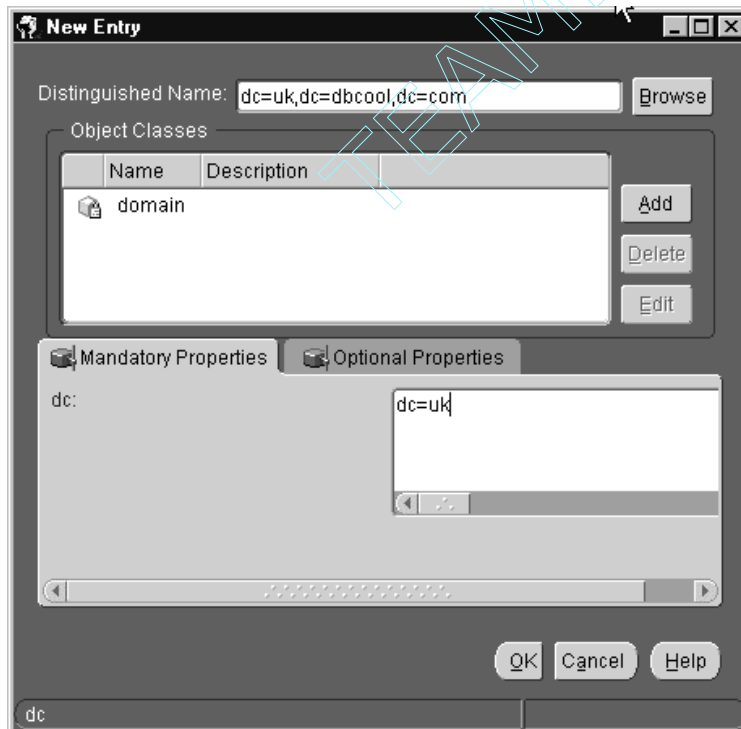 New Entry
Distinguished Name: dc=uk,dc=dbcool,dc=com Browse
Object Classes
Name Description
domain
Add
Delete
Edit
Mandatory Properties Optional Properties
dc: dc=uk
OK Cancel Help
dc